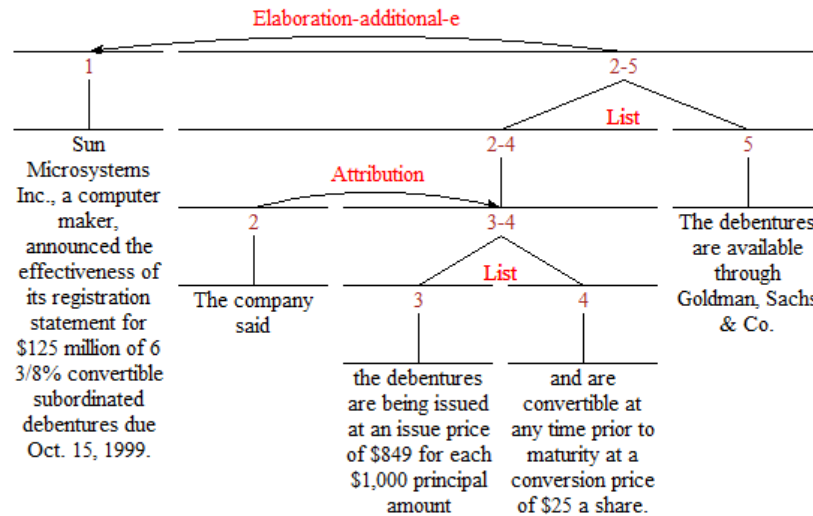 Elaboration-additional-e
1
2-5
List
Sun
Microsystems
Inc., a computer
maker,
announced the
effectiveness of
its registration
statement for
$125 million of 6
3/8% convertible
subordinated
debentures due
Oct. 15, 1999.
2-4
5
Attribution
2
3-4
The debentures
are available
through
Goldman, Sachs
& Co.
List
The company
said
3
4
the debentures
are being issued
at an issue price
of $849 for each
$1,000 principal
amount
and are
convertible at
any time prior to
maturity at a
conversion price
of $25 a share.